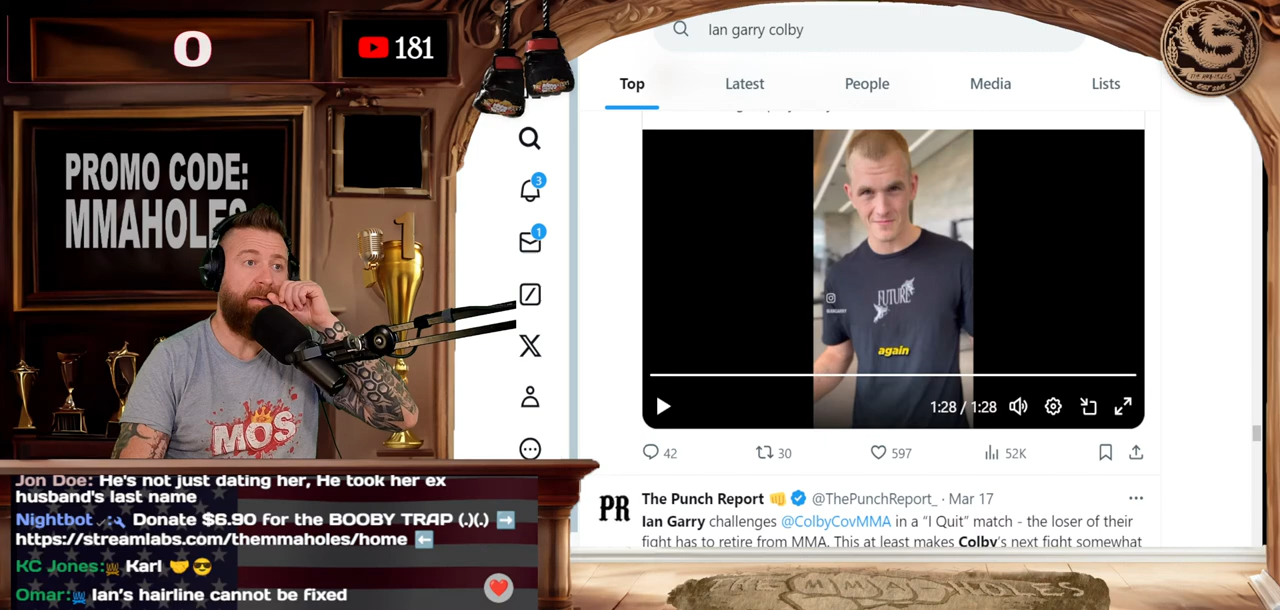 0
181
Ian garry colby
Top
Latest
People
Media
Lists
PROMO CODE:
MMAHOLES
3
1
1
FUTURE
again
1:28 / 1:28
42
30
597
52K
MOS
PR
The Punch Report 👊 @ThePunchReport_ · Mar 17
Ian Garry challenges @ColbyCovMMA in a “I Quit” match - the loser of their
fight has to retire from MMA. This at least makes Colby's next fight somewhat
Jon Doe: He's not just dating her, He took her ex
husband's last name
Nightbot : Donate $6.90 for the BOOBY TRAP (.)(.) ➡️
https://streamlabs.com/themmaholes/home ⬅️
KC Jones: Karl 🤝😎
Omar: Ian's hairline cannot be fixed
THE MMAHOLES